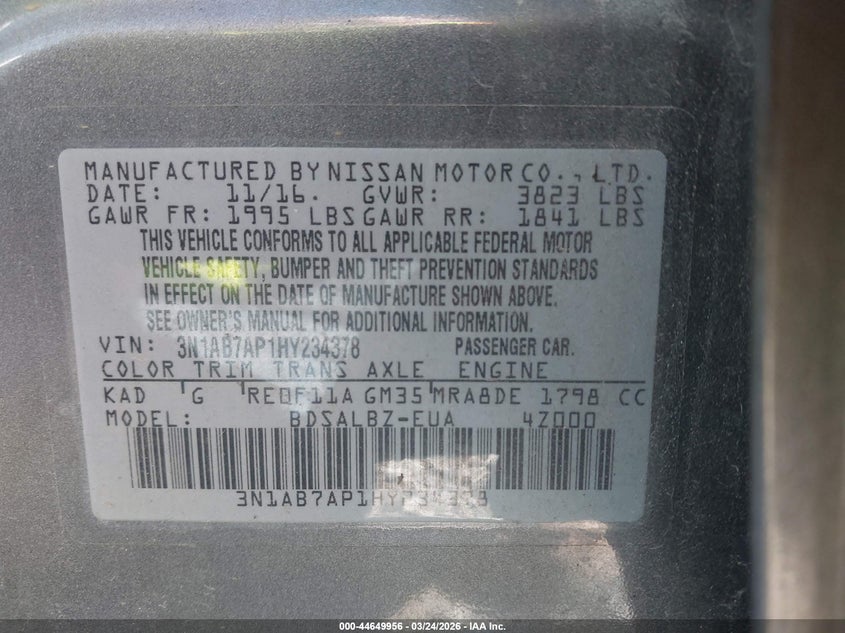 MANUFACTURED BY NISSAN MOTOR CO., LTD.
DATE: 11/16. GVWR: 3823 LBS
GAWR FR: 1995 LBS GAWR RR: 1841 LBS
THIS VEHICLE CONFORMS TO ALL APPLICABLE FEDERAL MOTOR
VEHICLE SAFETY, BUMPER AND THEFT PREVENTION STANDARDS
IN EFFECT ON THE DATE OF MANUFACTURE SHOWN ABOVE.
SEE OWNER'S MANUAL FOR ADDITIONAL INFORMATION.
VIN: 3N1AB7AP1HY234378 PASSENGER CAR.
COLOR TRIM TRANS AXLE ENGINE
KAD G RE0F11A GM35 MRA8DE 1798 CC
MODEL: BDSALBZ-EUA 4Z000
3N1AB7AP1HY234378
000-44649956 - 03/24/2026 - IAA Inc.